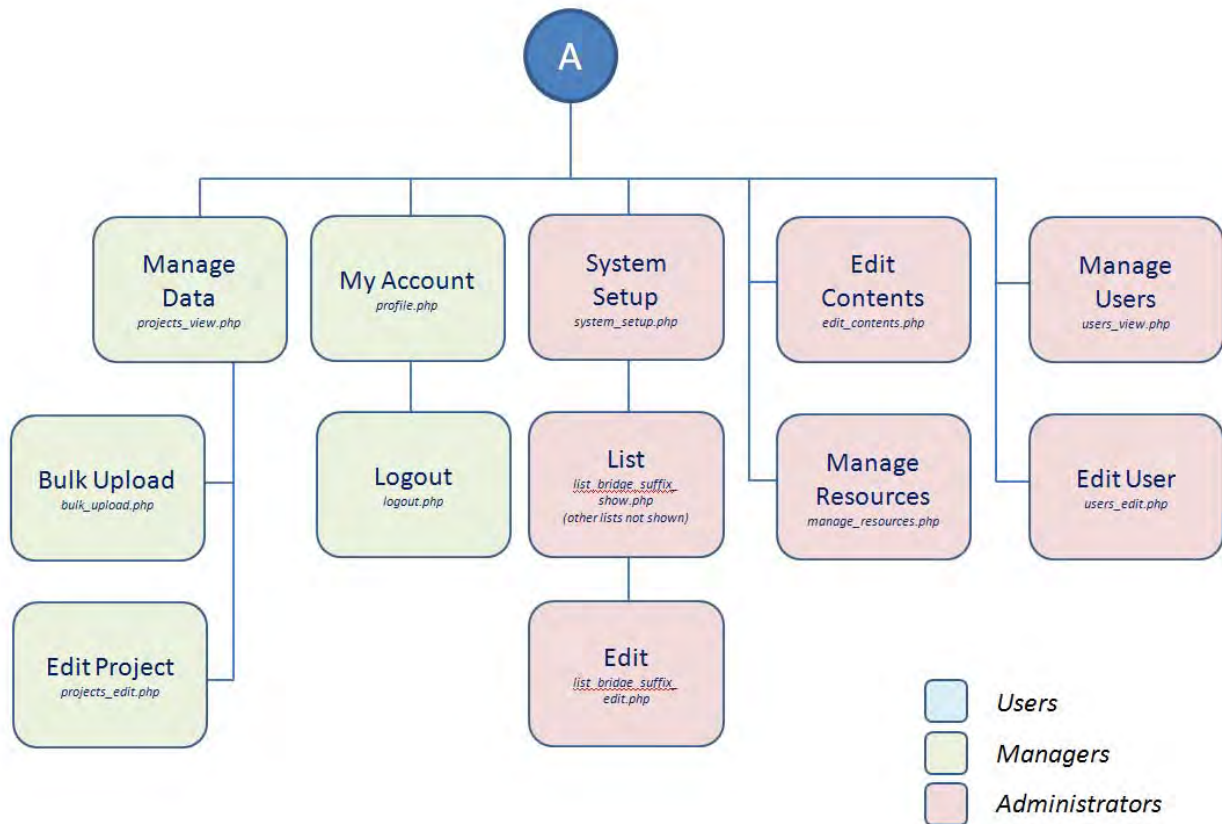 A
Manage
Data
projects_view.php
My Account
profile.php
System
Setup
system_setup.php
Edit
Contents
edit_contents.php
Manage
Users
users_view.php
Bulk Upload
bulk_upload.php
Logout
logout.php
List
list_bridge_suffix_
show.php
(other lists not shown)
Manage
Resources
manage_resources.php
Edit User
users_edit.php
Edit Project
projects_edit.php
Edit
list_bridge_suffix_
edit.php
Users
Managers
Administrators